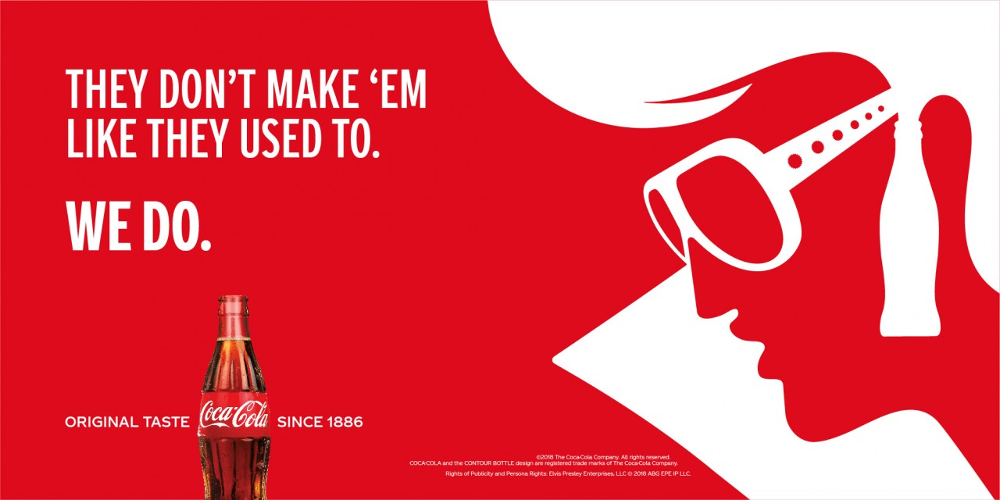 THEY DON’T MAKE ‘EM
LIKE THEY USED TO.
WE DO.
ORIGINAL TASTE Coca-Cola SINCE 1886
©2018 The Coca-Cola Company. All rights reserved.
COCA-COLA and the CONTOUR BOTTLE design are registered trade marks of The Coca-Cola Company.
Rights of Publicity and Persona Rights: Elvis Presley Enterprises, LLC © 2018 ABG EPE IP LLC.